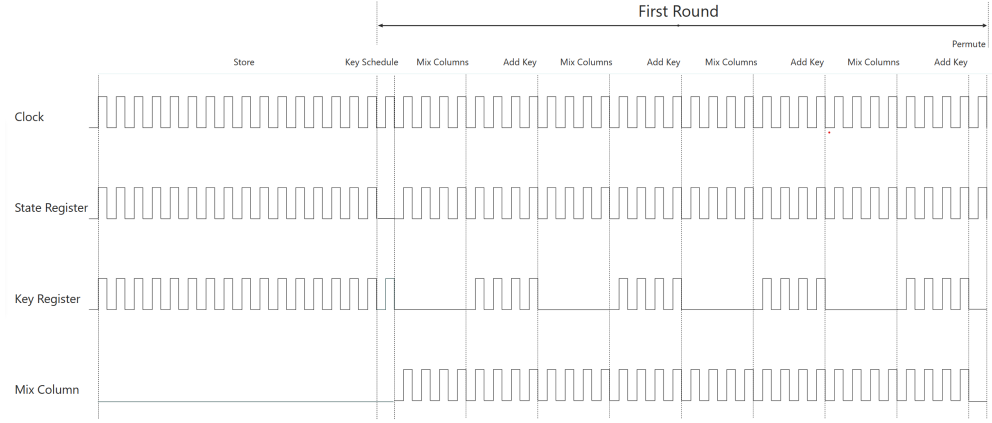 First Round
Permute
Store Key Schedule Mix Columns Add Key Mix Columns Add Key Mix Columns Add Key Mix Columns Add Key
Clock
State Register
Key Register
Mix Column